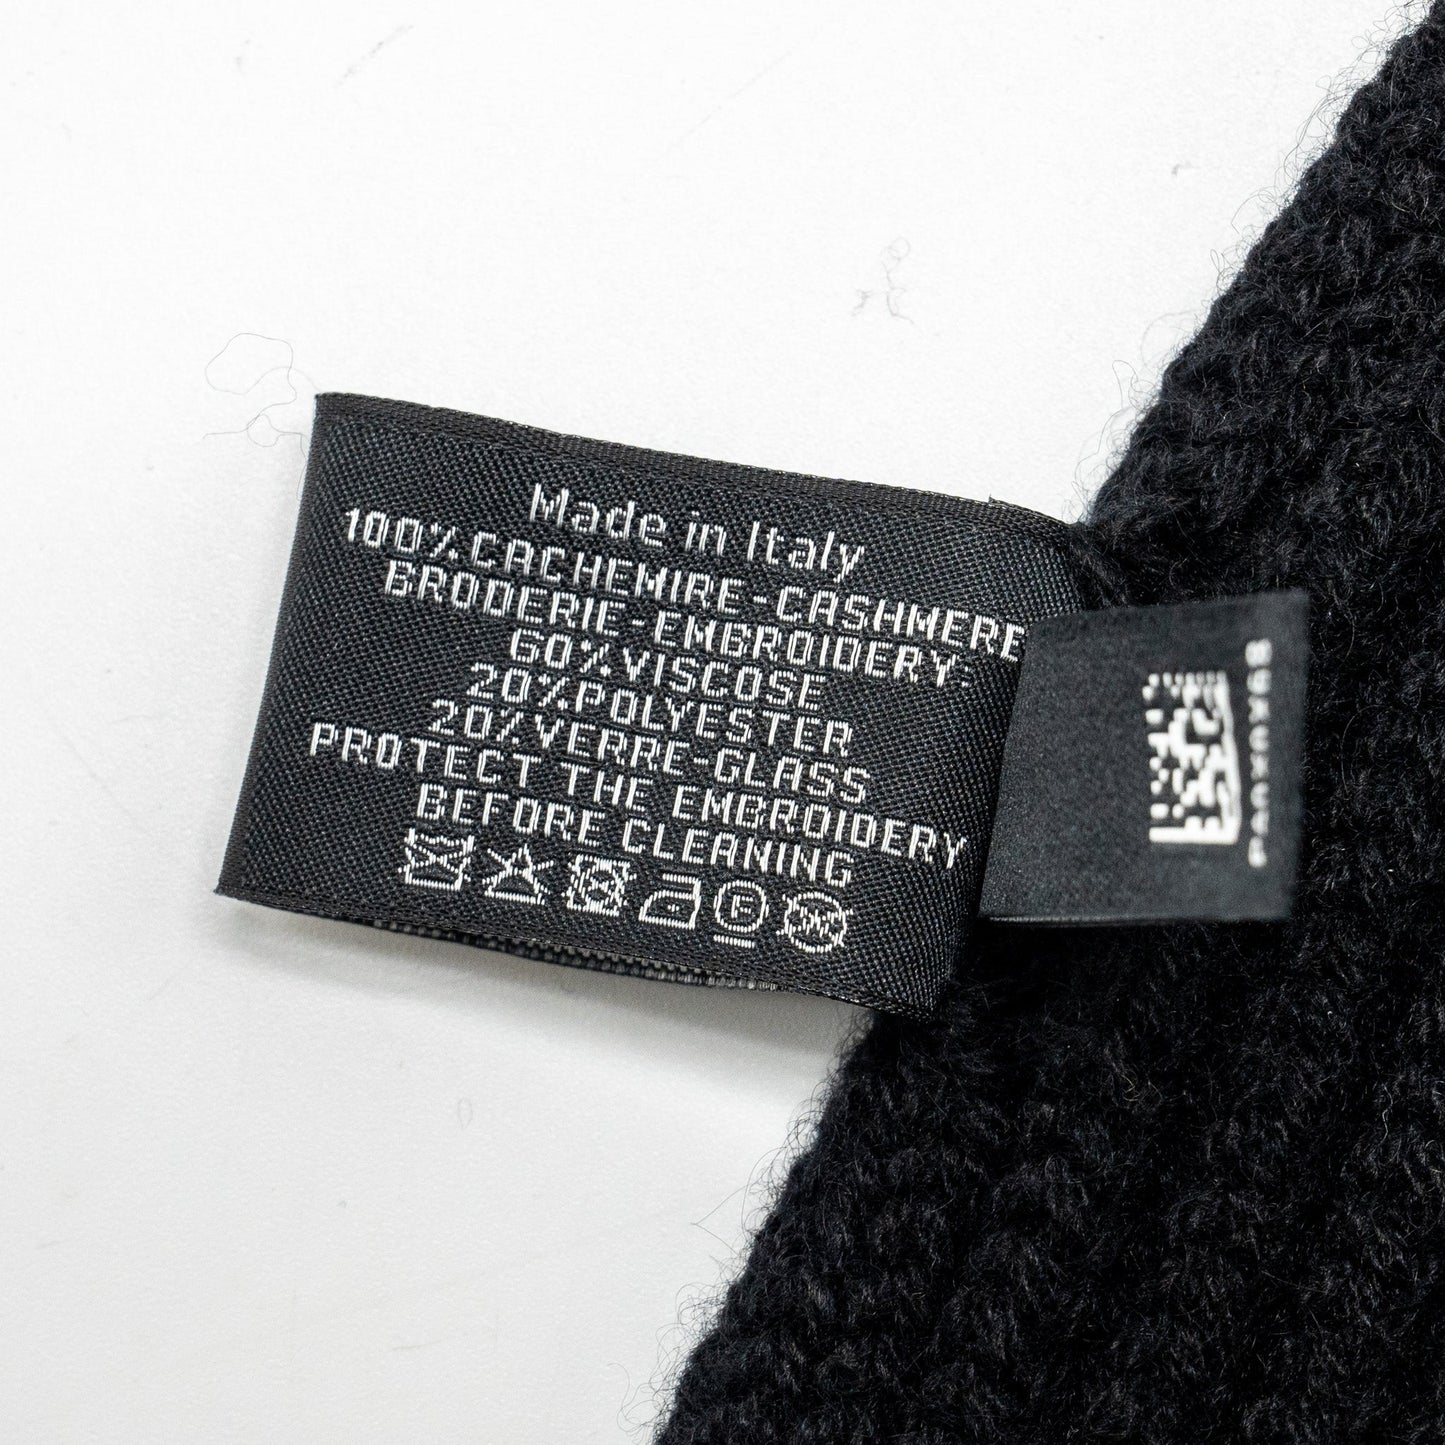 Made in Italy
100%CACHEMIRE-CASHMERE
BRODERIE-EMBROIDERY:
60%VISCOSE
20%POLYESTER
20%VERRE-GLASS
PROTECT THE EMBROIDERY
BEFORE CLEANING
F
W